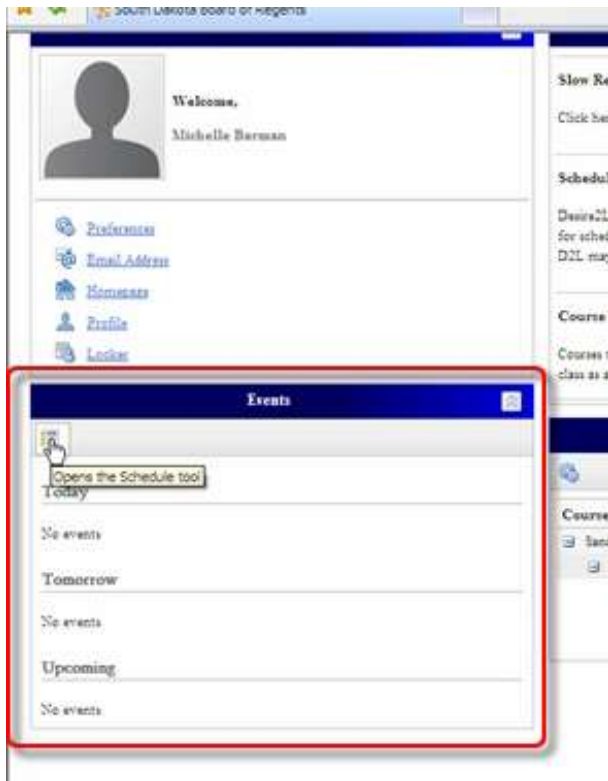 South Dakota Board of Regents
Welcome,
Michelle Berman
Preferences
Email Address
Homepage
Profile
Locker
Events
Opens the Schedule tool
Today
No events
Tomorrow
No events
Upcoming
No events
Slow Re
Click her
Schedul
Desire2L
for sched
D2L may
Course
Courses t
class as a
Course